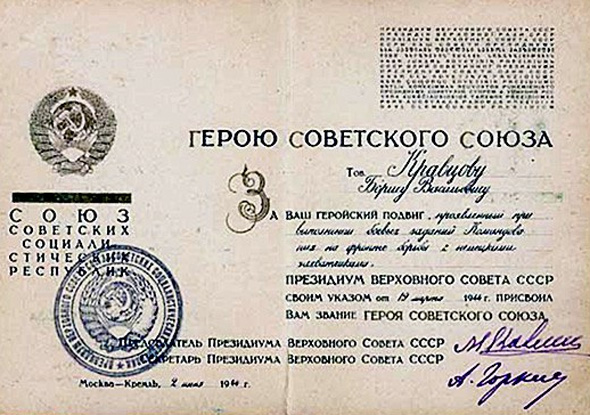 ГЕРОЮ СОВЕТСКОГО СОЮЗА
Тов. Кравцову
Борису Васильевичу
СОЮЗ
СОВЕТСКИХ
СОЦИАЛИ
СТИЧЕСКИХ
РЕСПУБЛИК
ЗА ВАШ ГЕРОЙСКИЙ ПОДВИГ, проявленный при
выполнении боевых заданий Командова
ния на фронте борьбы с немецкими
захватчиками.
ПРЕЗИДИУМ ВЕРХОВНОГО СОВЕТА СССР
СВОИМ УКАЗОМ от 19 марта 1944 г. ПРИСВОИЛ
ВАМ ЗВАНИЕ ГЕРОЯ СОВЕТСКОГО СОЮЗА.
Председатель Президиума Верховного Совета СССР
Секретарь Президиума Верховного Совета СССР
А. Горкин
Москва—Кремль, 2 1944 г.